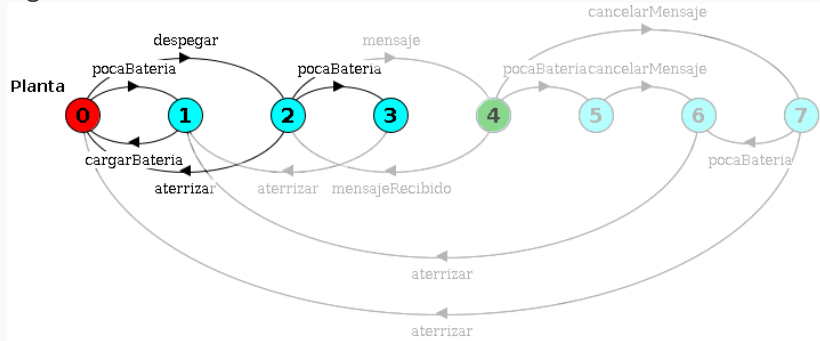 cancelarMensaje
despegar
mensaje
pocaBateria
pocaBateria
pocaBateria
cancelarMensaje
Planta
0
1
2
3
4
5
6
7
cargarBateria
pocaBateria
aterrizar
aterrizar
mensajeRecibido
aterrizar
aterrizar